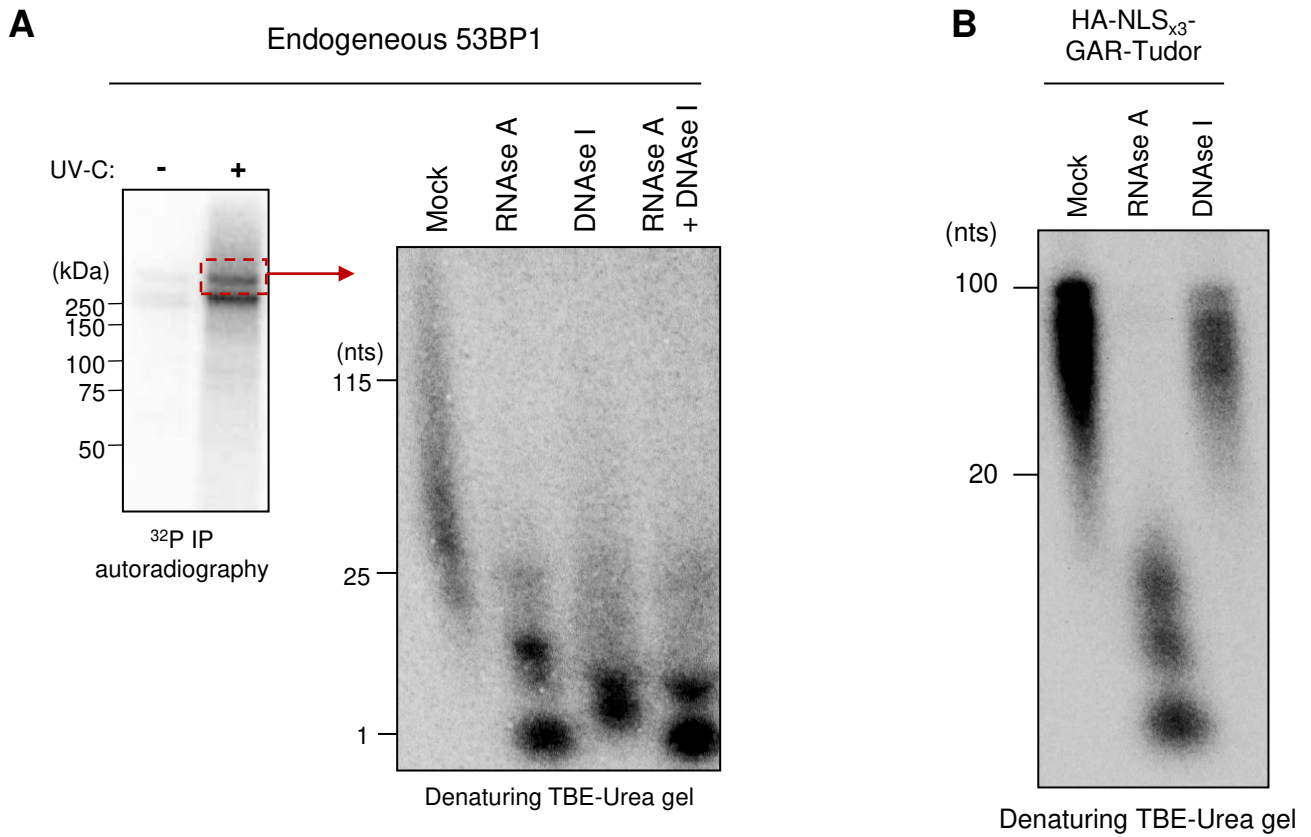 A
Endogeneous 53BP1
UV-C: - +
(kDa)
250
150
100
75
50
³²P IP
autoradiography
Mock
RNAse A
DNAse I
RNAse A
+ DNAse I
(nts)
115
25
1
Denaturing TBE-Urea gel
B
HA-NLSₓ₃-
GAR-Tudor
Mock
RNAse A
DNAse I
(nts)
100
20
Denaturing TBE-Urea gel